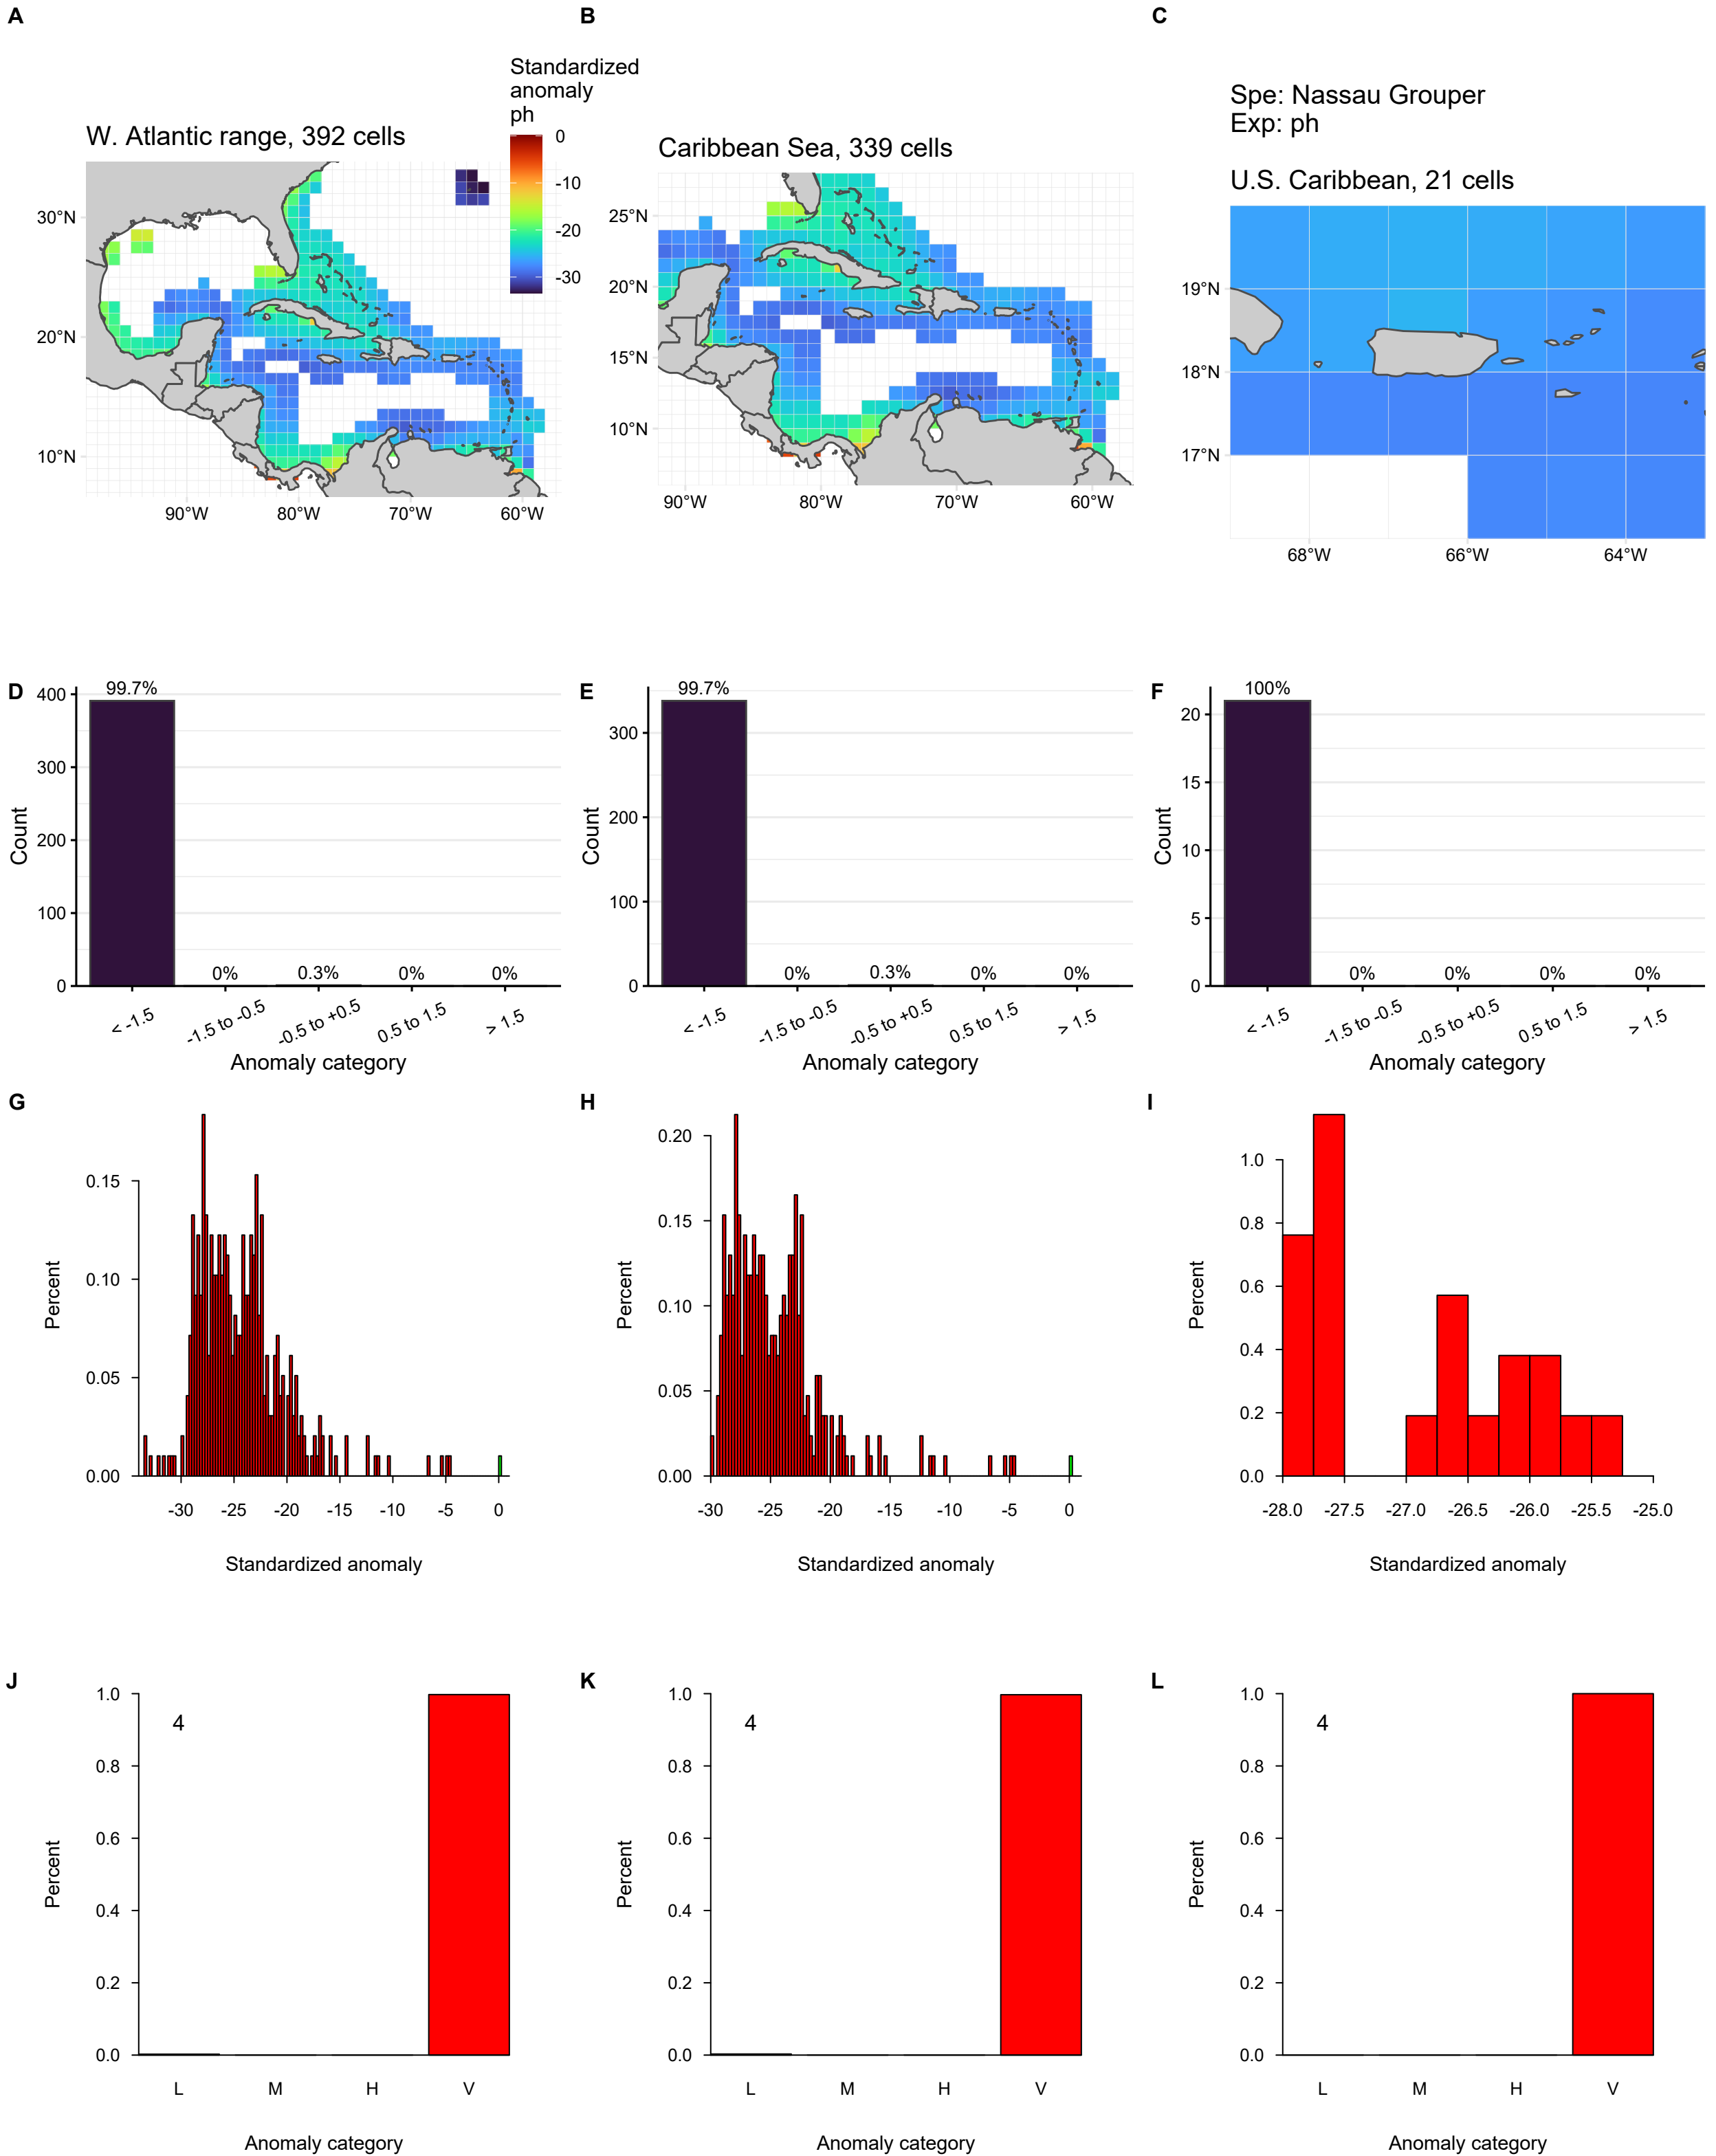 A
B
C
Standardized
anomaly
ph
0
-10
-20
-30
W. Atlantic range, 392 cells
30°N
20°N
10°N
90°W 80°W 70°W 60°W
Caribbean Sea, 339 cells
25°N
20°N
15°N
10°N
90°W 80°W 70°W 60°W
Spe: Nassau Grouper
Exp: ph
U.S. Caribbean, 21 cells
19°N
18°N
17°N
68°W 66°W 64°W
D
400
300
200
100
0
Count
99.7% 0% 0.3% 0% 0%
< -1.5 -1.5 to -0.5 -0.5 to +0.5 0.5 to 1.5 > 1.5
Anomaly category
E
300
200
100
0
Count
99.7% 0% 0.3% 0% 0%
< -1.5 -1.5 to -0.5 -0.5 to +0.5 0.5 to 1.5 > 1.5
Anomaly category
F
20
15
10
5
0
Count
100% 0% 0% 0% 0%
< -1.5 -1.5 to -0.5 -0.5 to +0.5 0.5 to 1.5 > 1.5
Anomaly category
G
0.15
0.10
0.05
0.00
Percent
-30 -25 -20 -15 -10 -5 0
Standardized anomaly
H
0.20
0.15
0.10
0.05
0.00
Percent
-30 -25 -20 -15 -10 -5 0
Standardized anomaly
I
1.0
0.8
0.6
0.4
0.2
0.0
Percent
-28.0 -27.5 -27.0 -26.5 -26.0 -25.5 -25.0
Standardized anomaly
J
4
1.0
0.8
0.6
0.4
0.2
0.0
Percent
L M H V
Anomaly category
K
4
1.0
0.8
0.6
0.4
0.2
0.0
Percent
L M H V
Anomaly category
L
4
1.0
0.8
0.6
0.4
0.2
0.0
Percent
L M H V
Anomaly category